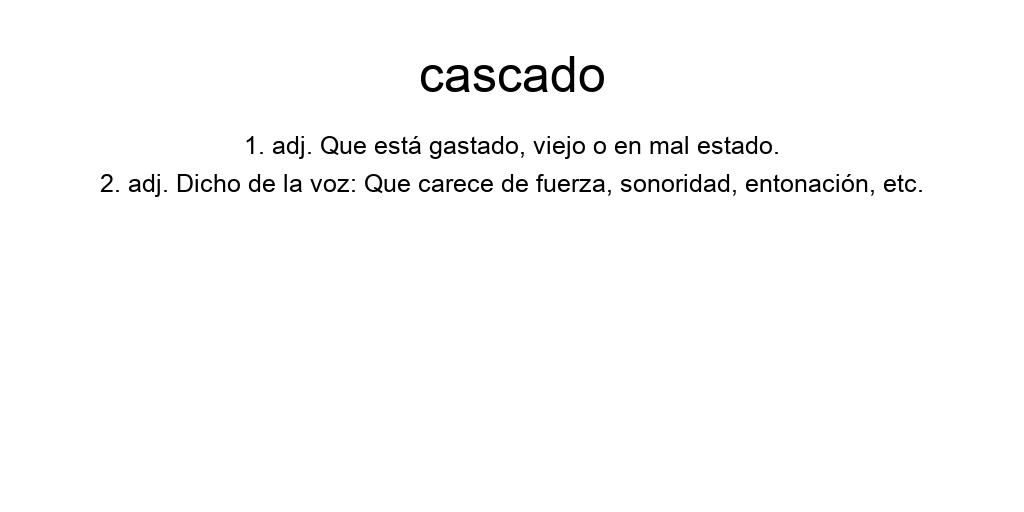 cascado
1. adj. Que está gastado, viejo o en mal estado.
2. adj. Dicho de la voz: Que carece de fuerza, sonoridad, entonación, etc.